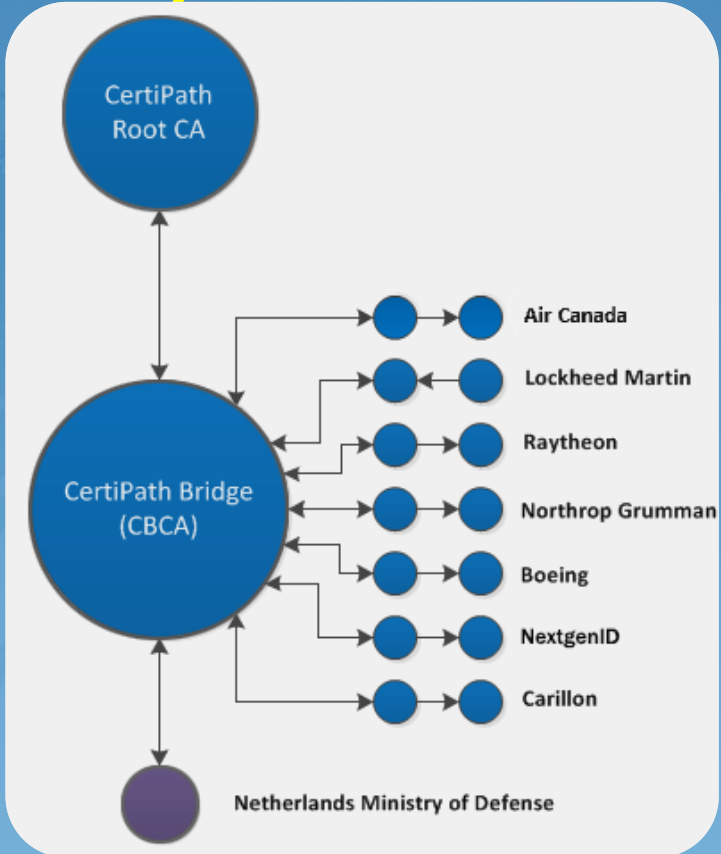 CertiPath
Root CA
Air Canada
Lockheed Martin
Raytheon
CertiPath Bridge
(CBCA)
Northrop Grumman
Boeing
NextgenID
Carillon
Netherlands Ministry of Defense